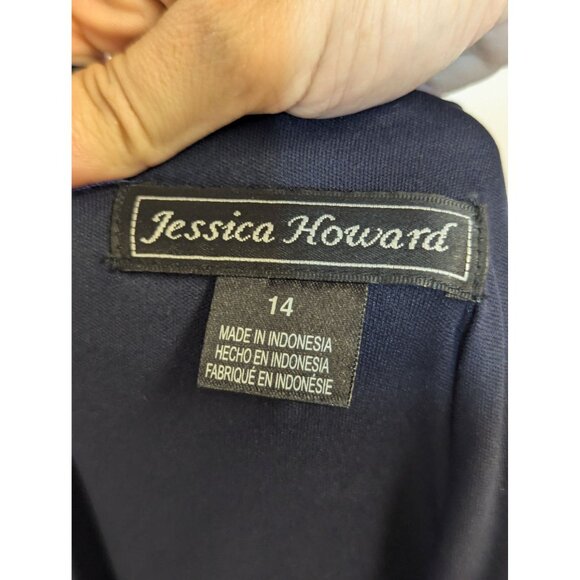 Jessica Howard
14
MADE IN INDONESIA
HECHO EN INDONESIA
FABRIQUÉ EN INDONÉSIE